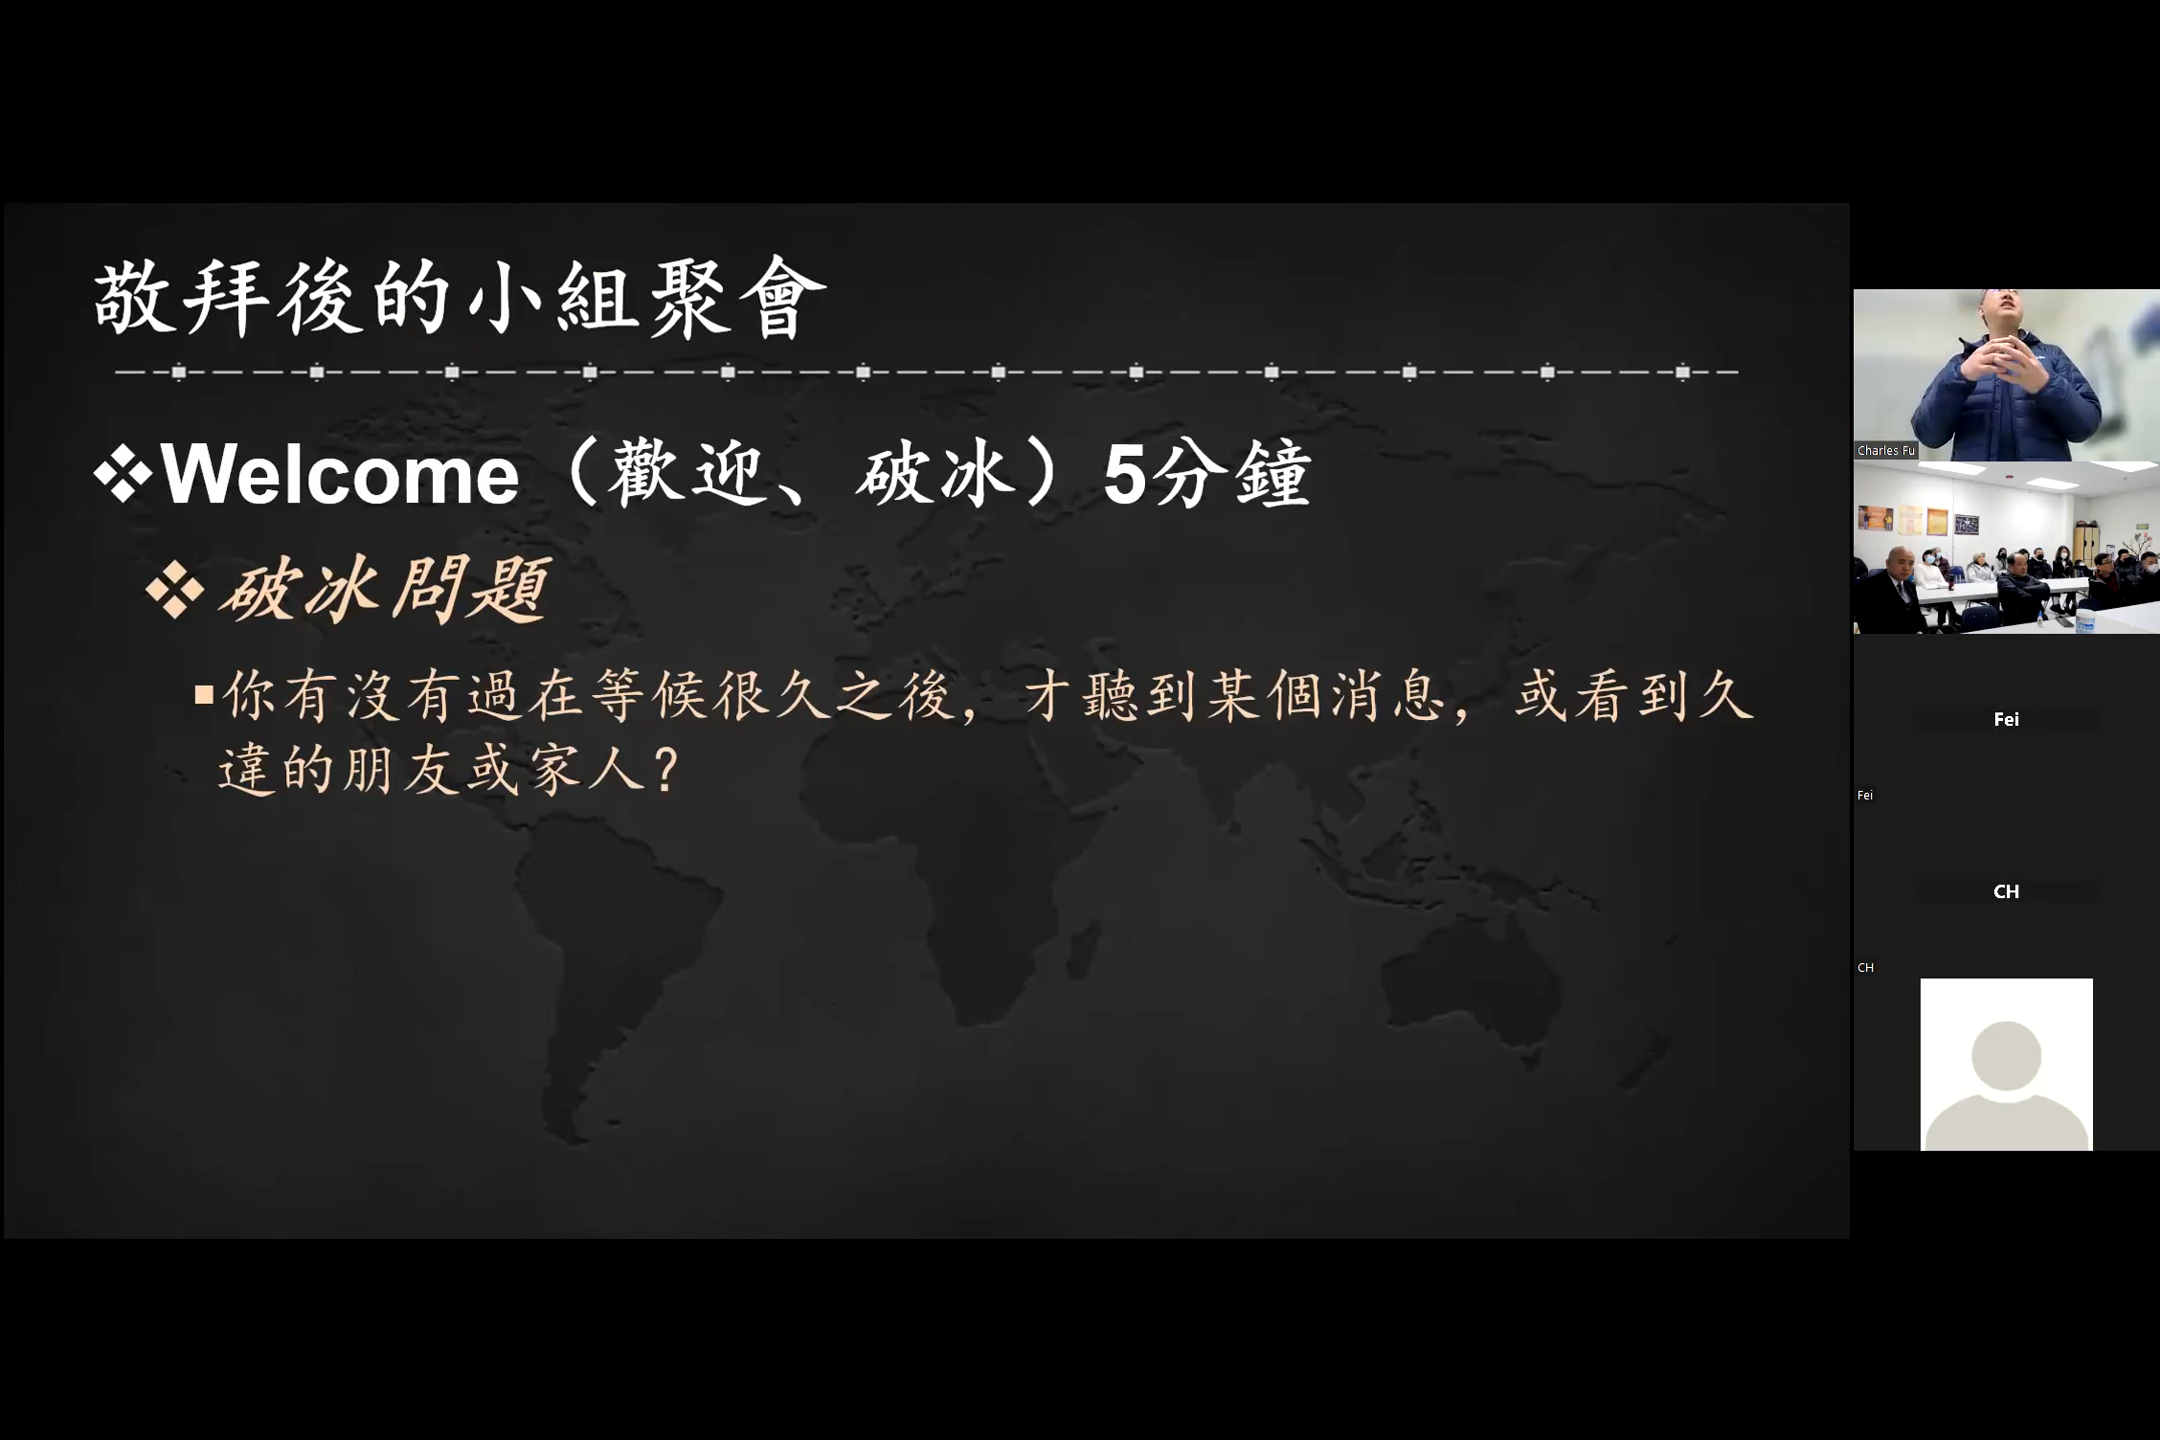 敬拜後的小組聚會
❖Welcome（歡迎、破冰）5分鐘
❖破冰問題
▪你有沒有過在等候很久之後，才聽到某個消息，或看到久
違的朋友或家人？
Charles Fu
Fei
Fei
CH
CH